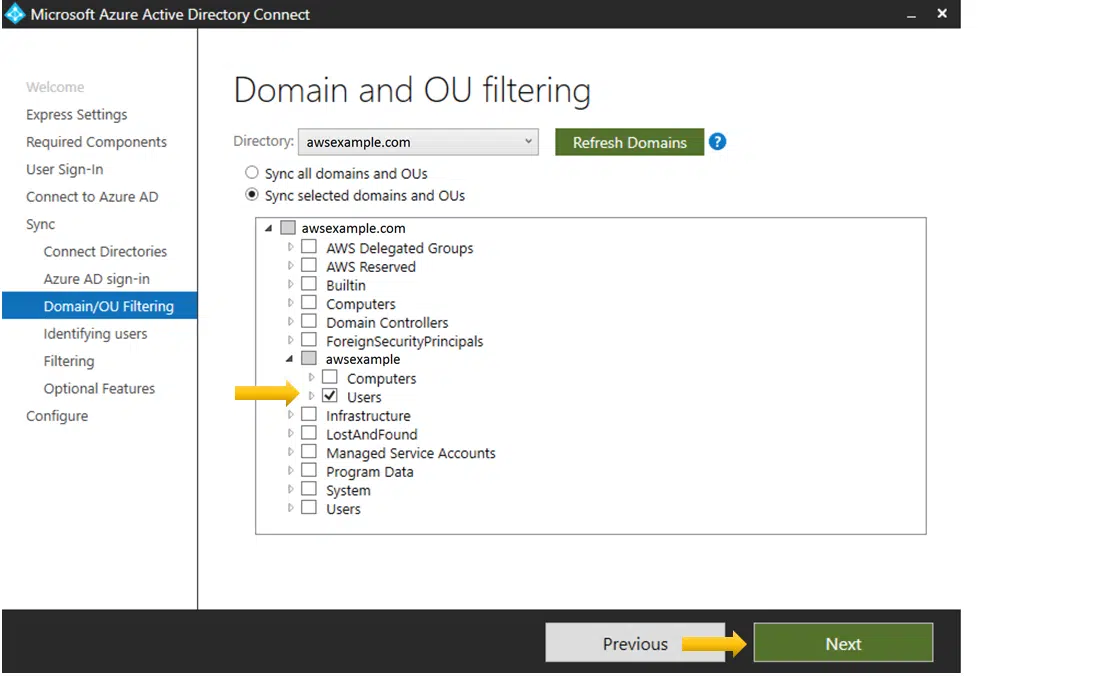 Microsoft Azure Active Directory Connect
Welcome
Express Settings
Required Components
User Sign-In
Connect to Azure AD
Sync
Connect Directories
Azure AD sign-in
Domain/OU Filtering
Identifying users
Filtering
Optional Features
Configure
Domain and OU filtering
Directory: awsexample.com Refresh Domains ?
Sync all domains and OUs
Sync selected domains and OUs
awsexample.com
AWS Delegated Groups
AWS Reserved
Builtin
Computers
Domain Controllers
ForeignSecurityPrincipals
awsexample
Computers
Users
Infrastructure
LostAndFound
Managed Service Accounts
Program Data
System
Users
Previous Next